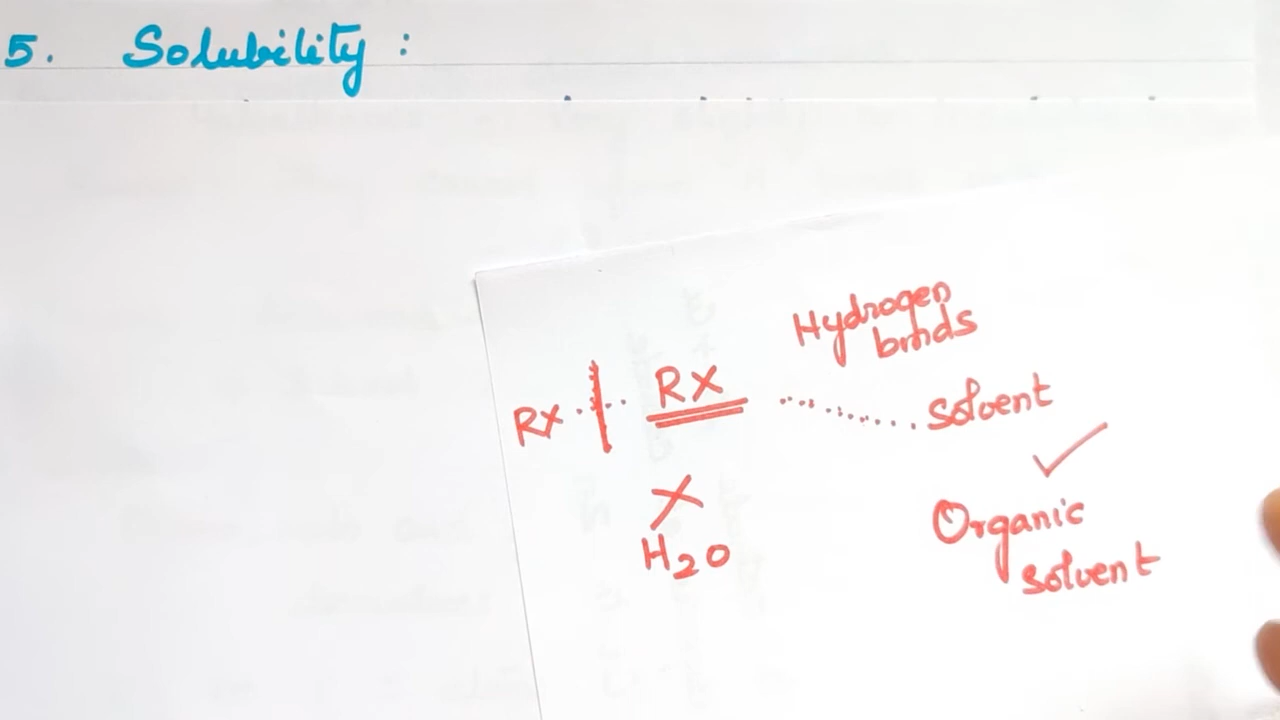 5. Solubility :
Hydrogen
bonds
RX ..... RX ......... Solvent
X
H2O
✓
Organic
solvent